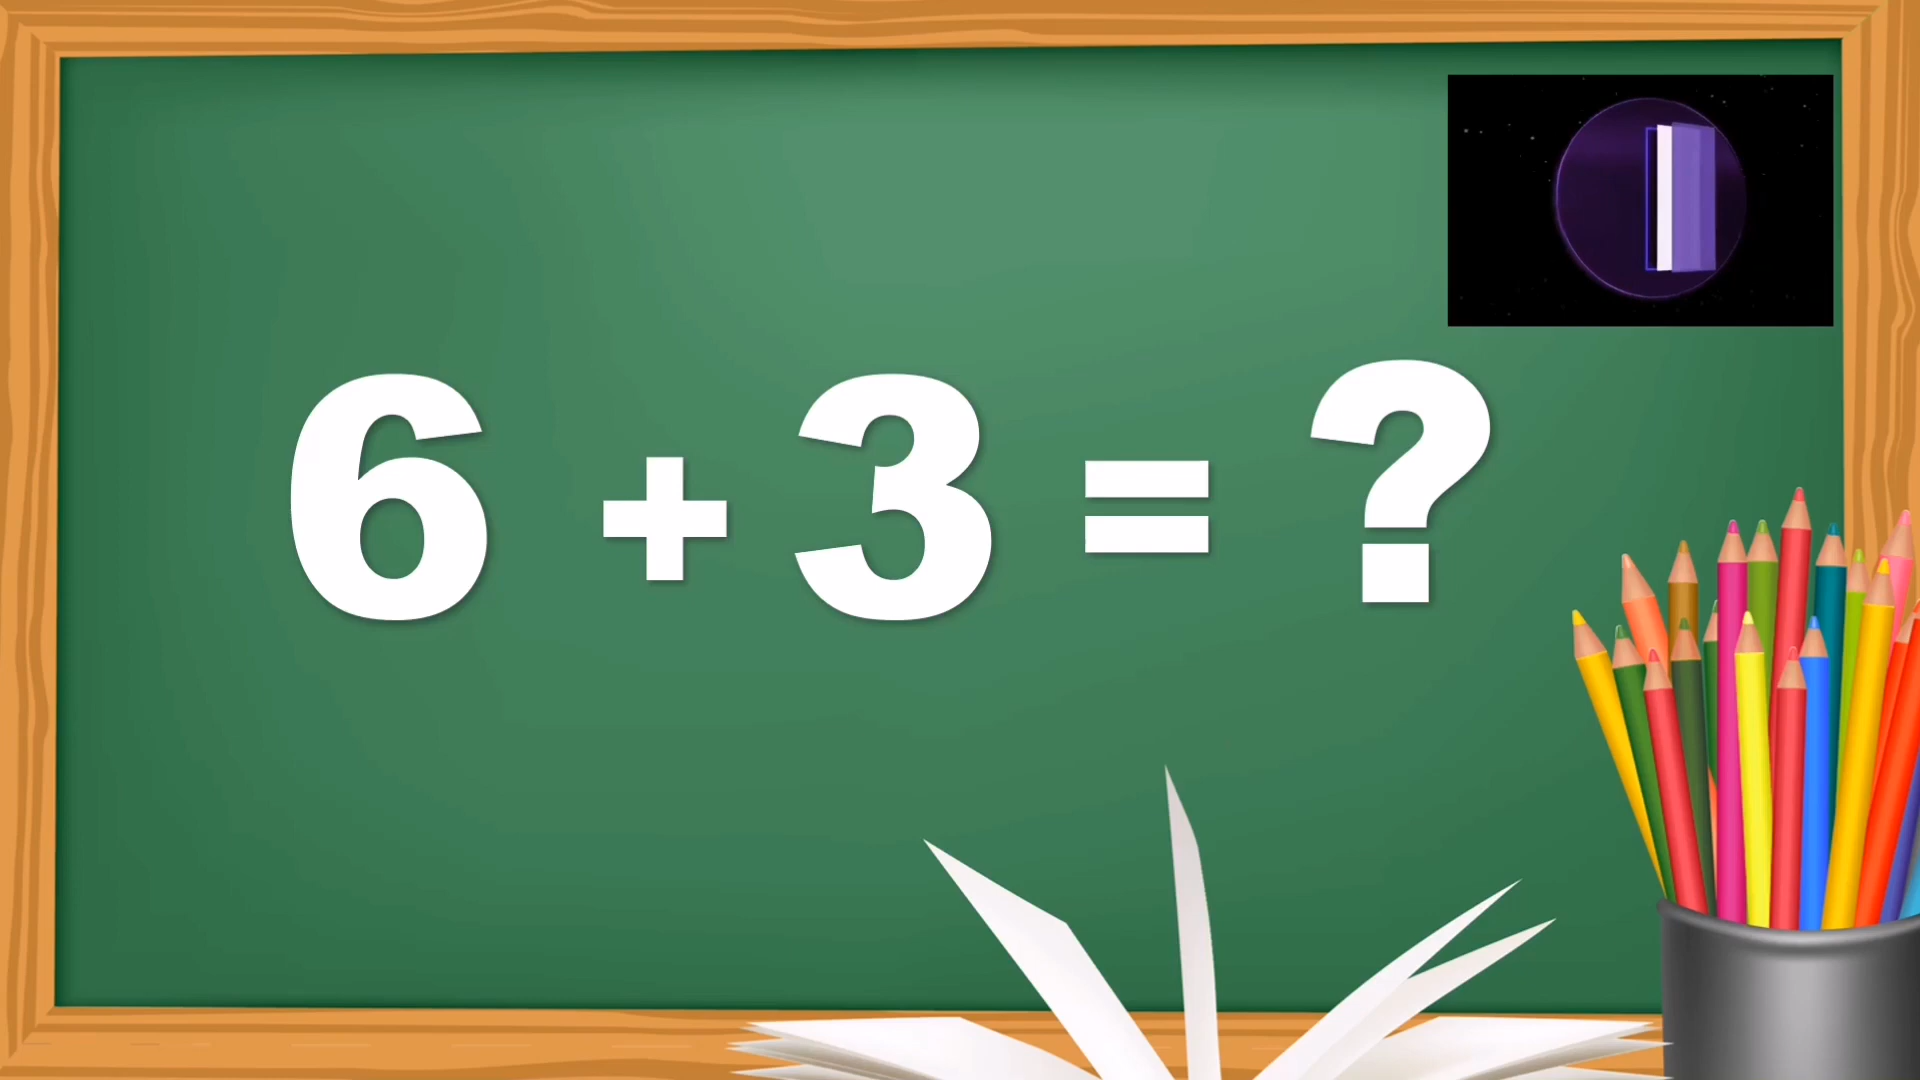 6 + 3 = ?